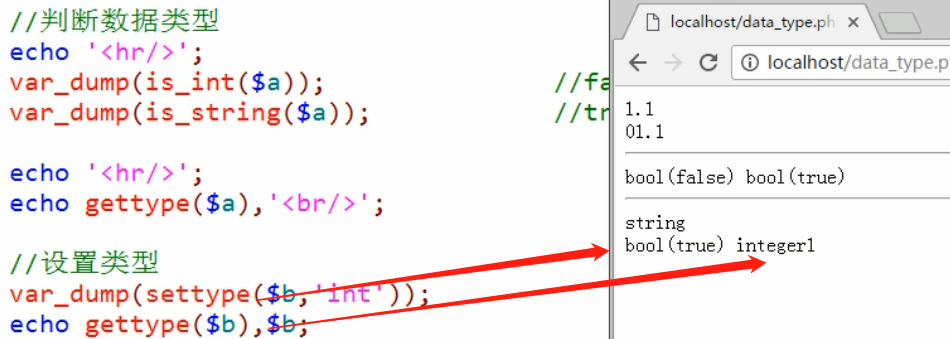 //判断数据类型
echo '<hr/>';
var_dump(is_int($a)); //fa
var_dump(is_string($a)); //tr
echo '<hr/>';
echo gettype($a),'<br/>';
//设置类型
var_dump(settype($b,'int'));
echo gettype($b),$b;
localhost/data_type.ph
localhost/data_type.p
1.1
01.1
bool(false) bool(true)
string
bool(true) integer1